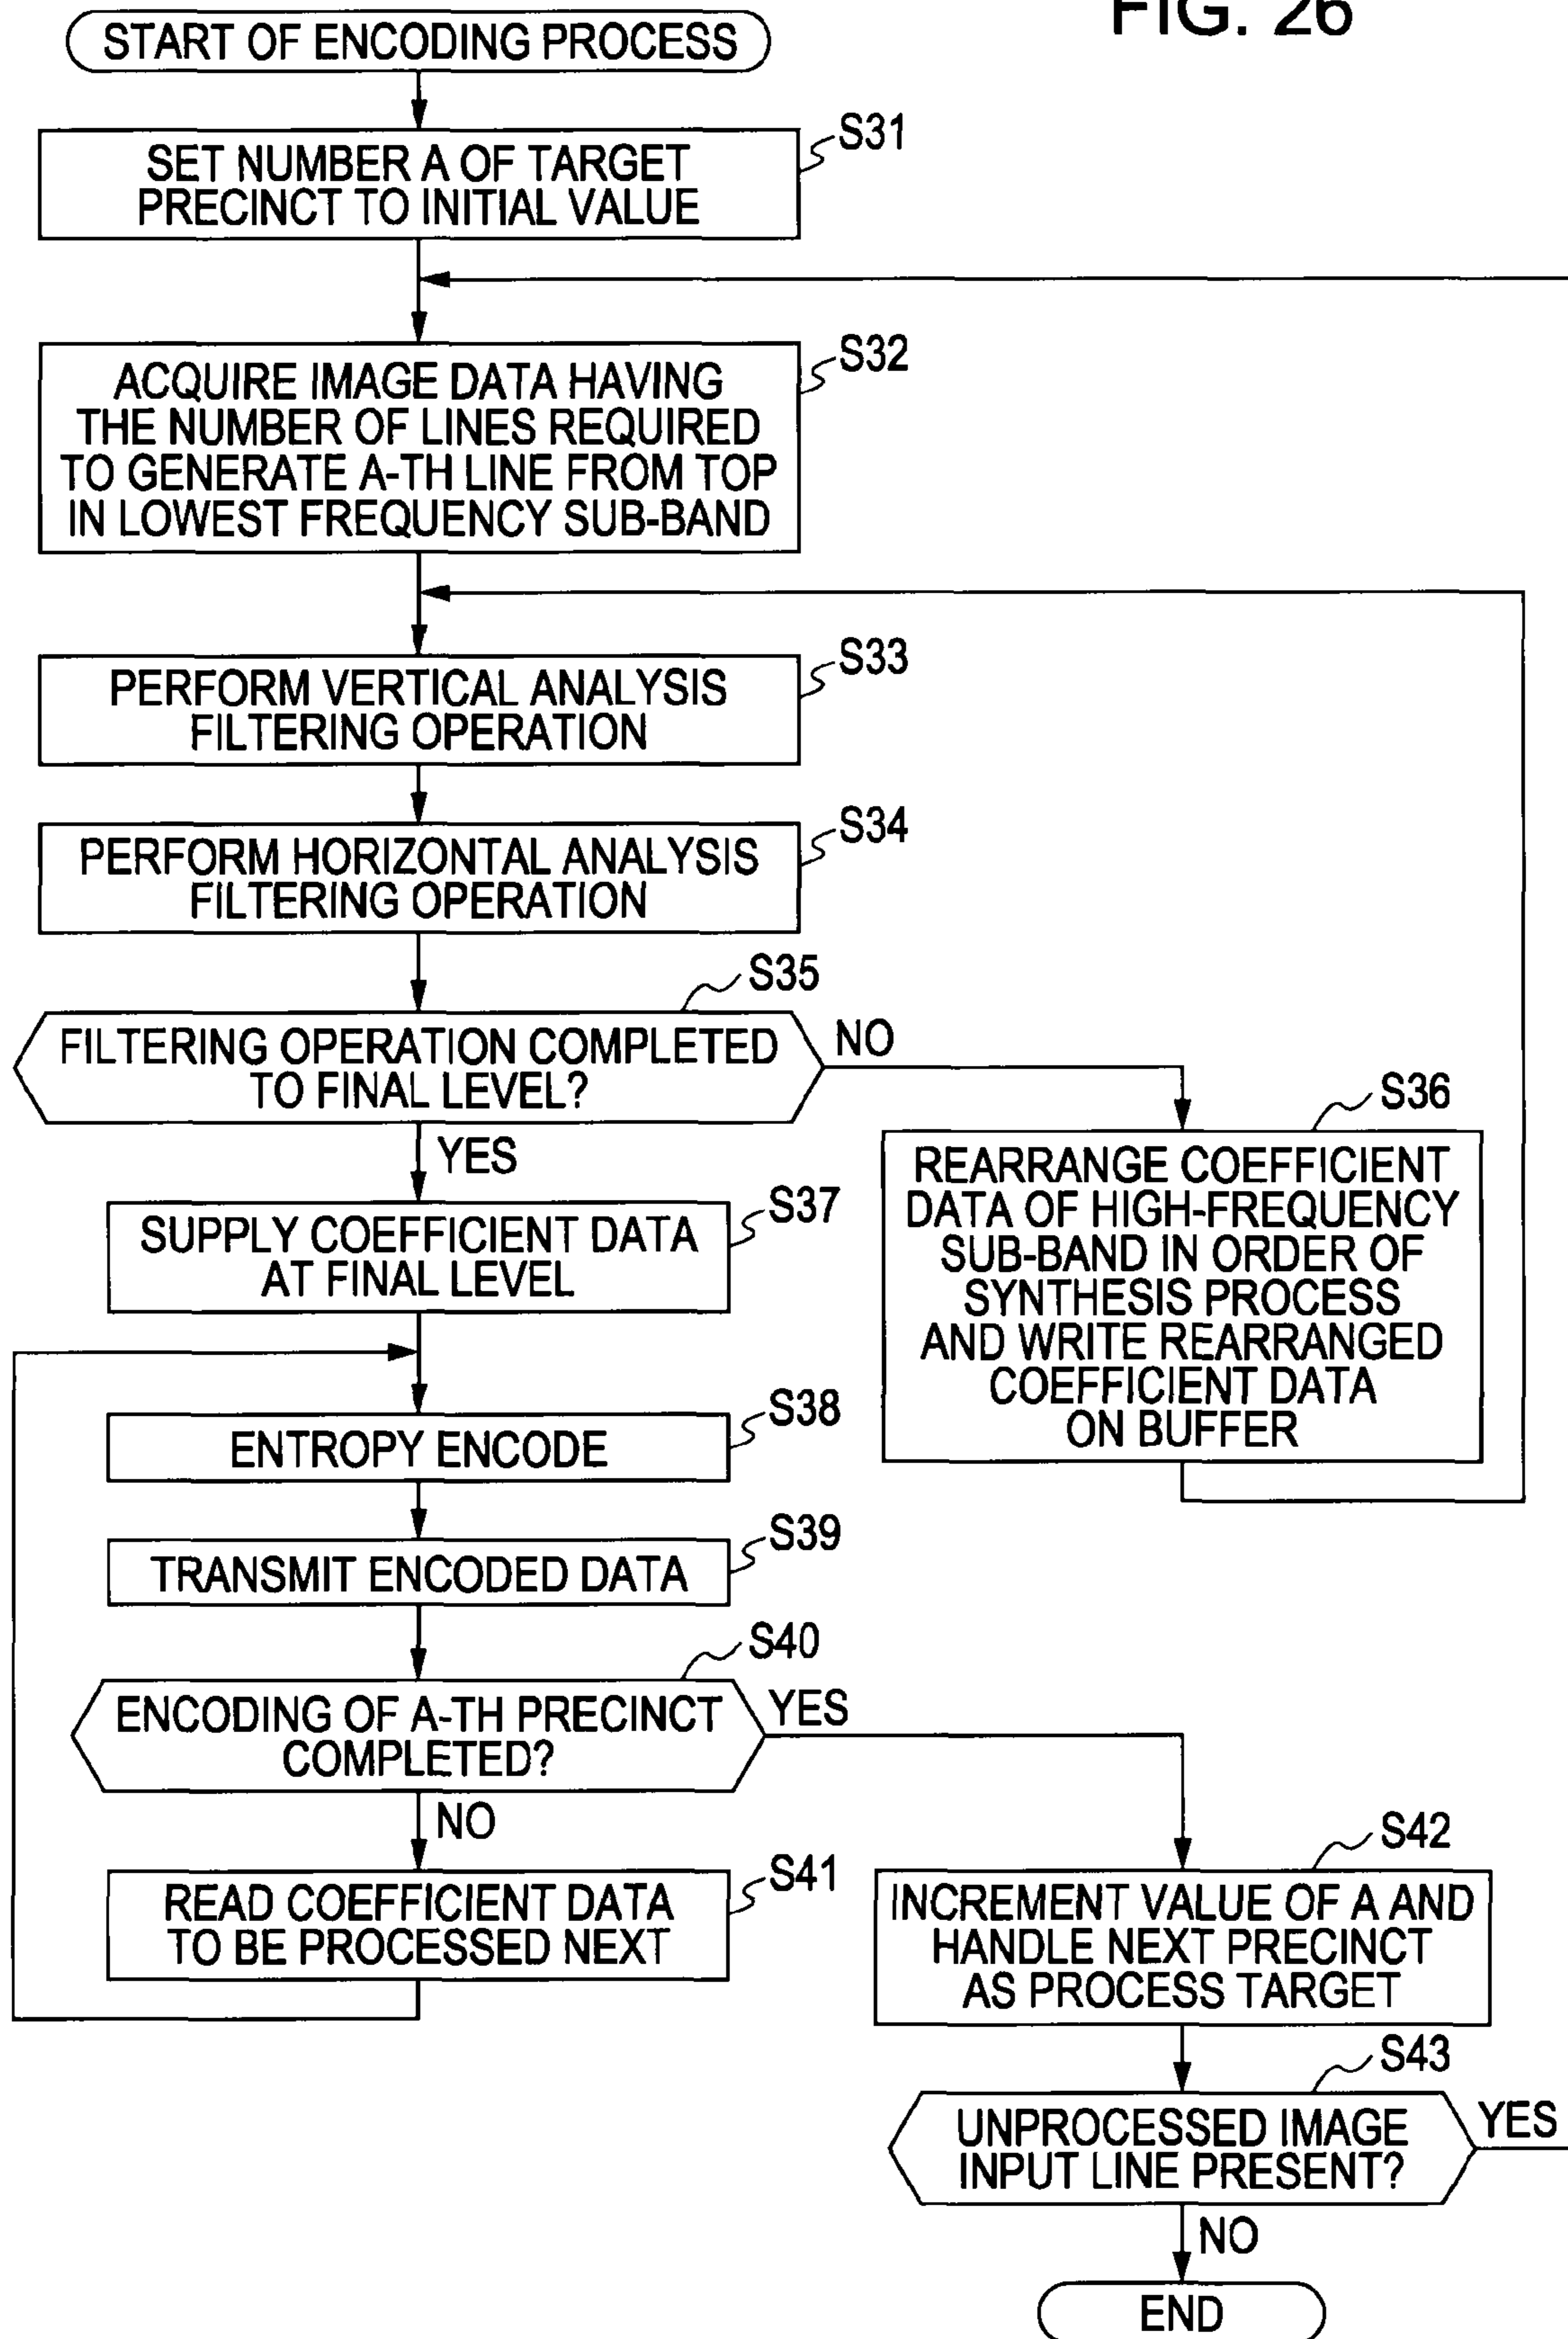 FIG. 26
START OF ENCODING PROCESS
S31
SET NUMBER A OF TARGET
PRECINCT TO INITIAL VALUE
S32
ACQUIRE IMAGE DATA HAVING
THE NUMBER OF LINES REQUIRED
TO GENERATE A-TH LINE FROM TOP
IN LOWEST FREQUENCY SUB-BAND
S33
PERFORM VERTICAL ANALYSIS
FILTERING OPERATION
S34
PERFORM HORIZONTAL ANALYSIS
FILTERING OPERATION
S35
FILTERING OPERATION COMPLETED
TO FINAL LEVEL?
NO
YES
S36
REARRANGE COEFFICIENT
DATA OF HIGH-FREQUENCY
SUB-BAND IN ORDER OF
SYNTHESIS PROCESS
AND WRITE REARRANGED
COEFFICIENT DATA
ON BUFFER
S37
SUPPLY COEFFICIENT DATA
AT FINAL LEVEL
S38
ENTROPY ENCODE
S39
TRANSMIT ENCODED DATA
S40
ENCODING OF A-TH PRECINCT
COMPLETED?
YES
NO
S41
READ COEFFICIENT DATA
TO BE PROCESSED NEXT
S42
INCREMENT VALUE OF A AND
HANDLE NEXT PRECINCT
AS PROCESS TARGET
S43
UNPROCESSED IMAGE
INPUT LINE PRESENT?
YES
NO
END